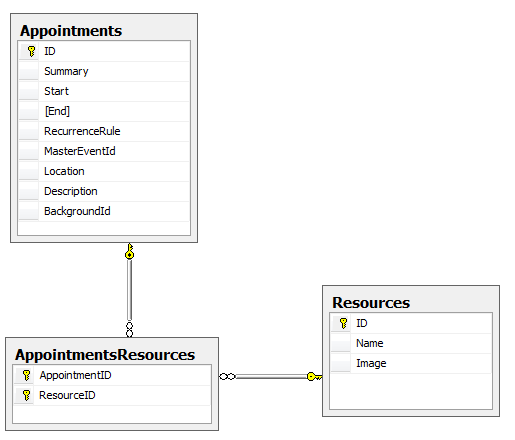 Appointments
ID
Summary
Start
[End]
RecurrenceRule
MasterEventId
Location
Description
BackgroundId
Resources
ID
Name
Image
AppointmentsResources
AppointmentID
ResourceID